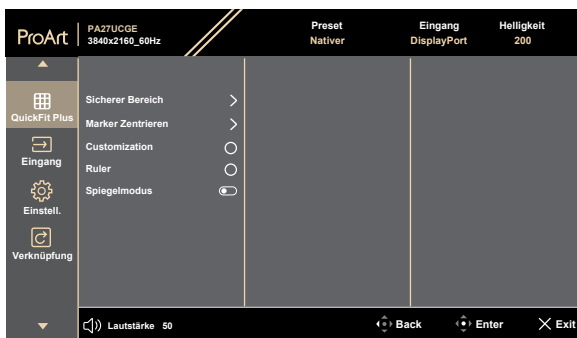 ProArt
PA27UCGE
3840x2160_60Hz
Preset
Nativer
Eingang
DisplayPort
Helligkeit
200
QuickFit Plus
Eingang
Einstell.
Verknüpfung
Sicherer Bereich
Marker Zentrieren
Customization
Ruler
Spiegelmodus
Lautstärke 50
Back
Enter
Exit